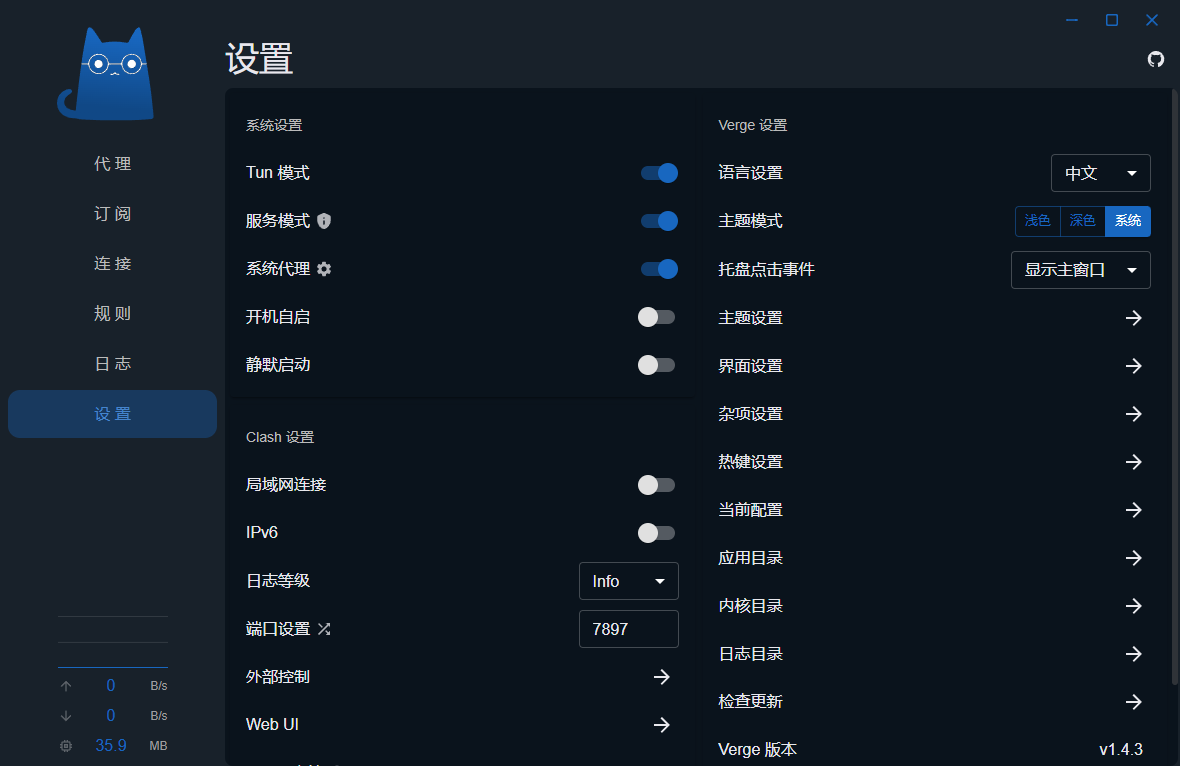 设置
代 理
订 阅
连 接
规 则
日 志
设 置
0 B/s
0 B/s
35.9 MB
系统设置
Tun 模式
服务模式
系统代理
开机自启
静默启动
Clash 设置
局域网连接
IPv6
日志等级 Info
端口设置 7897
外部控制
Web UI
Verge 设置
语言设置 中文
主题模式 浅色 深色 系统
托盘点击事件 显示主窗口
主题设置
界面设置
杂项设置
热键设置
当前配置
应用目录
内核目录
日志目录
检查更新
Verge 版本 v1.4.3